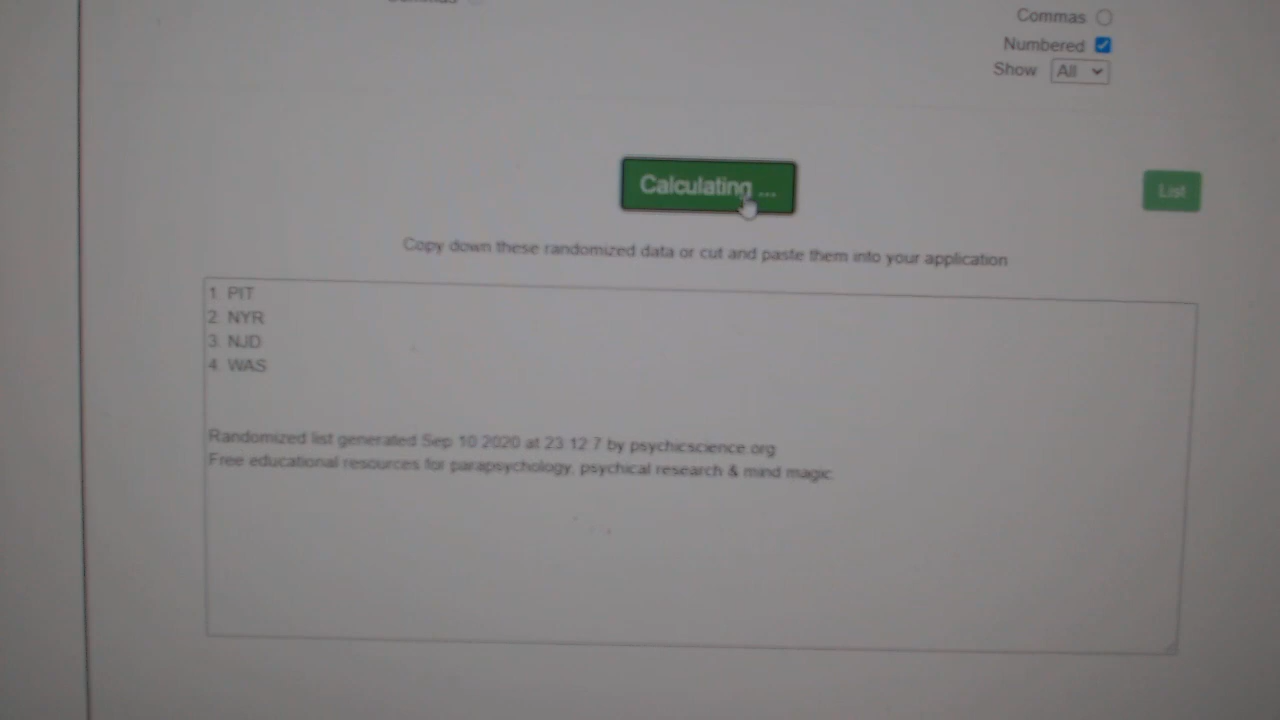 Commas
Numbered
Show All
Calculating ...
List
Copy down these randomized data or cut and paste them into your application
1. PIT
2. NYR
3. NJD
4. WAS
Randomized list generated Sep 10 2020 at 23 12 7 by psychicscience.org
Free educational resources for parapsychology, psychical research & mind magic